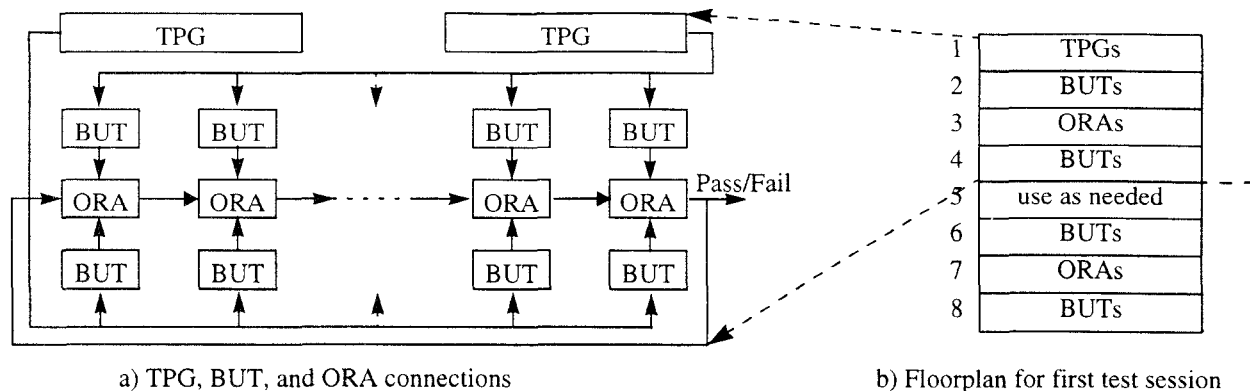 TPG TPG
BUT BUT BUT BUT
ORA ORA ORA ORA Pass/Fail
BUT BUT BUT BUT
a) TPG, BUT, and ORA connections
1 TPGs
2 BUTs
3 ORAs
4 BUTs
5 use as needed
6 BUTs
7 ORAs
8 BUTs
b) Floorplan for first test session